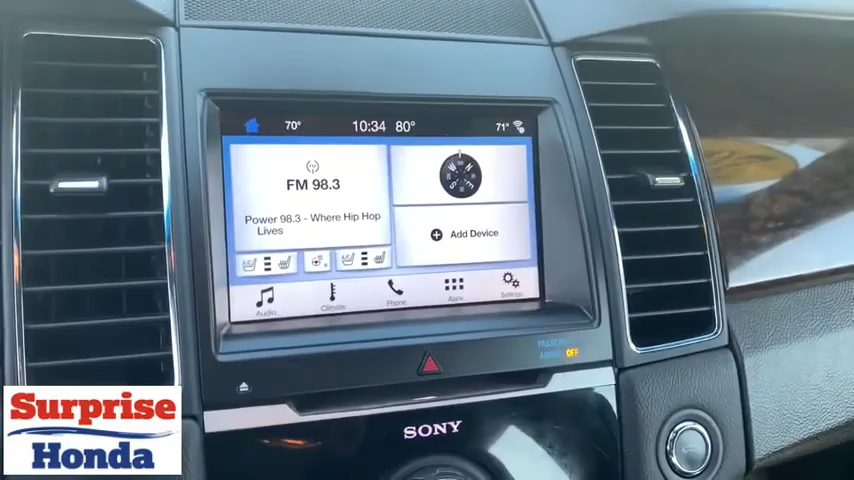 70°
10:34 80°
71°
FM 98.3
Power 98.3 - Where Hip Hop
Lives
N
E
S
W
Add Device
A/C
A/C
Audio
Climate
Phone
Apps
Settings
PASSENGER
AIRBAG OFF
SONY
Surprise
Honda